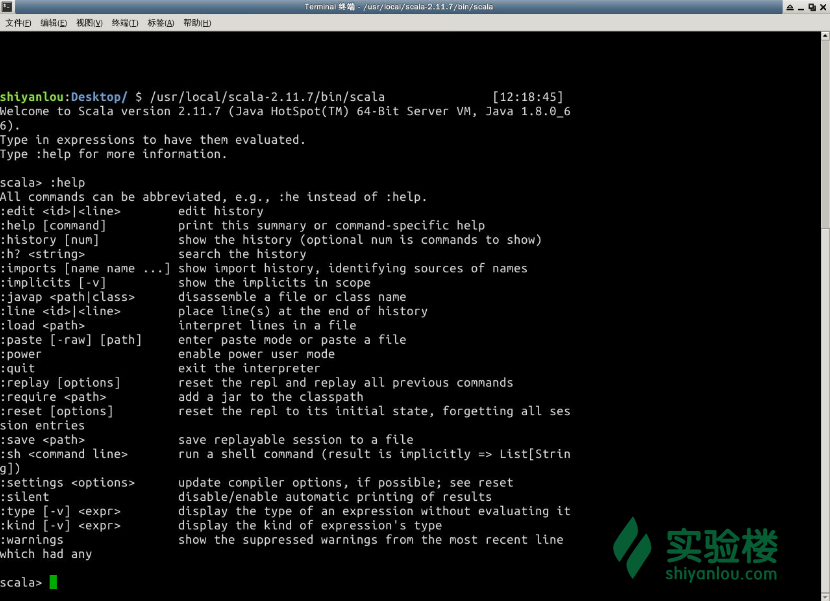 Terminal 终端 - /usr/local/scala-2.11.7/bin/scala
文件(F) 编辑(E) 视图(V) 终端(T) 标签(A) 帮助(H)
shiyanlou:Desktop/ $ /usr/local/scala-2.11.7/bin/scala [12:18:45]
Welcome to Scala version 2.11.7 (Java HotSpot(TM) 64-Bit Server VM, Java 1.8.0_6
6).
Type in expressions to have them evaluated.
Type :help for more information.
scala> :help
All commands can be abbreviated, e.g., :he instead of :help.
:edit <id>|<line> edit history
:help [command] print this summary or command-specific help
:history [num] show the history (optional num is commands to show)
:h? <string> search the history
:imports [name name ...] show import history, identifying sources of names
:implicits [-v] show the implicits in scope
:javap <path|class> disassemble a file or class name
:line <id>|<line> place line(s) at the end of history
:load <path> interpret lines in a file
:paste [-raw] [path] enter paste mode or paste a file
:power enable power user mode
:quit exit the interpreter
:replay [options] reset the repl and replay all previous commands
:require <path> add a jar to the classpath
:reset [options] reset the repl to its initial state, forgetting all ses
sion entries
:save <path> save replayable session to a file
:sh <command line> run a shell command (result is implicitly => List[Strin
g])
:settings <options> update compiler options, if possible; see reset
:silent disable/enable automatic printing of results
:type [-v] <expr> display the type of an expression without evaluating it
:kind [-v] <expr> display the kind of expression's type
:warnings show the suppressed warnings from the most recent line
which had any
scala>
实验楼
shiyanlou.com